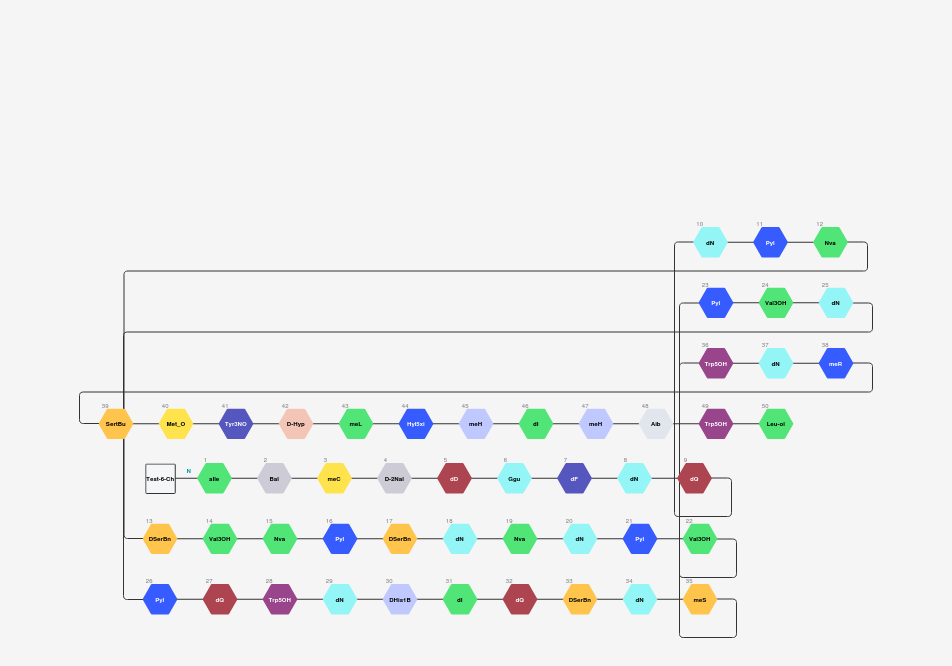 10 11 12
dN Pyl Nva
23 24 25
Pyl Val3OH dN
36 37 38
Trp5OH dN meR
39 40 41 42 43 44 45 46 47 48 49 50
SertBu Met_O Tyr3NO D-Hyp meL Hyl5xi meH dI meH Aib Trp5OH Leu-ol
N 1 2 3 4 5 6 7 8 9
Test-6-Ch aIle Bal meC D-2Nal dD Ggu dF dN dQ
13 14 15 16 17 18 19 20 21 22
DSerBn Val3OH Nva Pyl DSerBn dN Nva dN Pyl Val3OH
26 27 28 29 30 31 32 33 34 35
Pyl dQ Trp5OH dN DHis1B dI dQ DSerBn dN meS